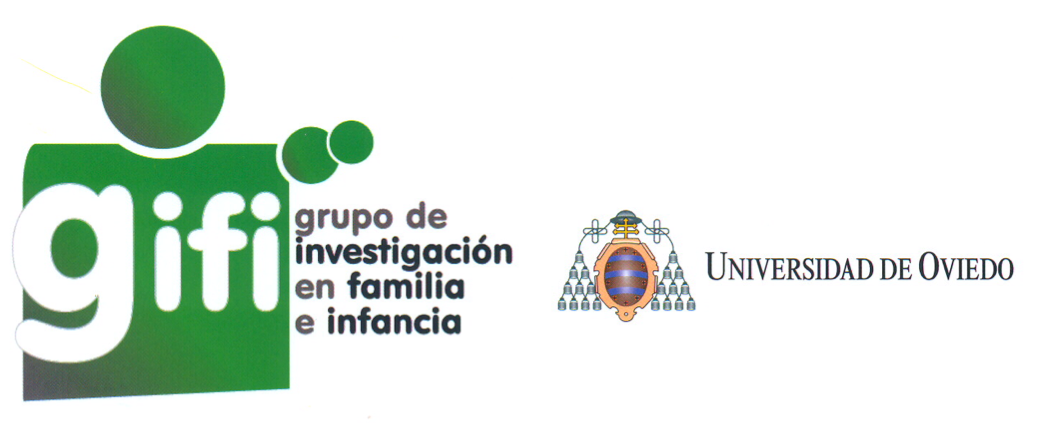 gifi
grupo de
investigación
en familia
e infancia
UNIVERSIDAD DE OVIEDO